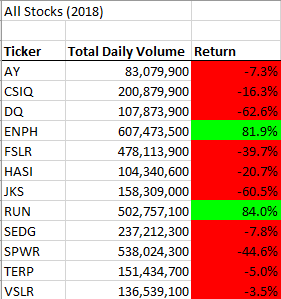 All Stocks (2018)
Ticker Total Daily Volume Return
AY 83,079,900 -7.3%
CSIQ 200,879,900 -16.3%
DQ 107,873,900 -62.6%
ENPH 607,473,500 81.9%
FSLR 478,113,900 -39.7%
HASI 104,340,600 -20.7%
JKS 158,309,000 -60.5%
RUN 502,757,100 84.0%
SEDG 237,212,300 -7.8%
SPWR 538,024,300 -44.6%
TERP 151,434,700 -5.0%
VSLR 136,539,100 -3.5%